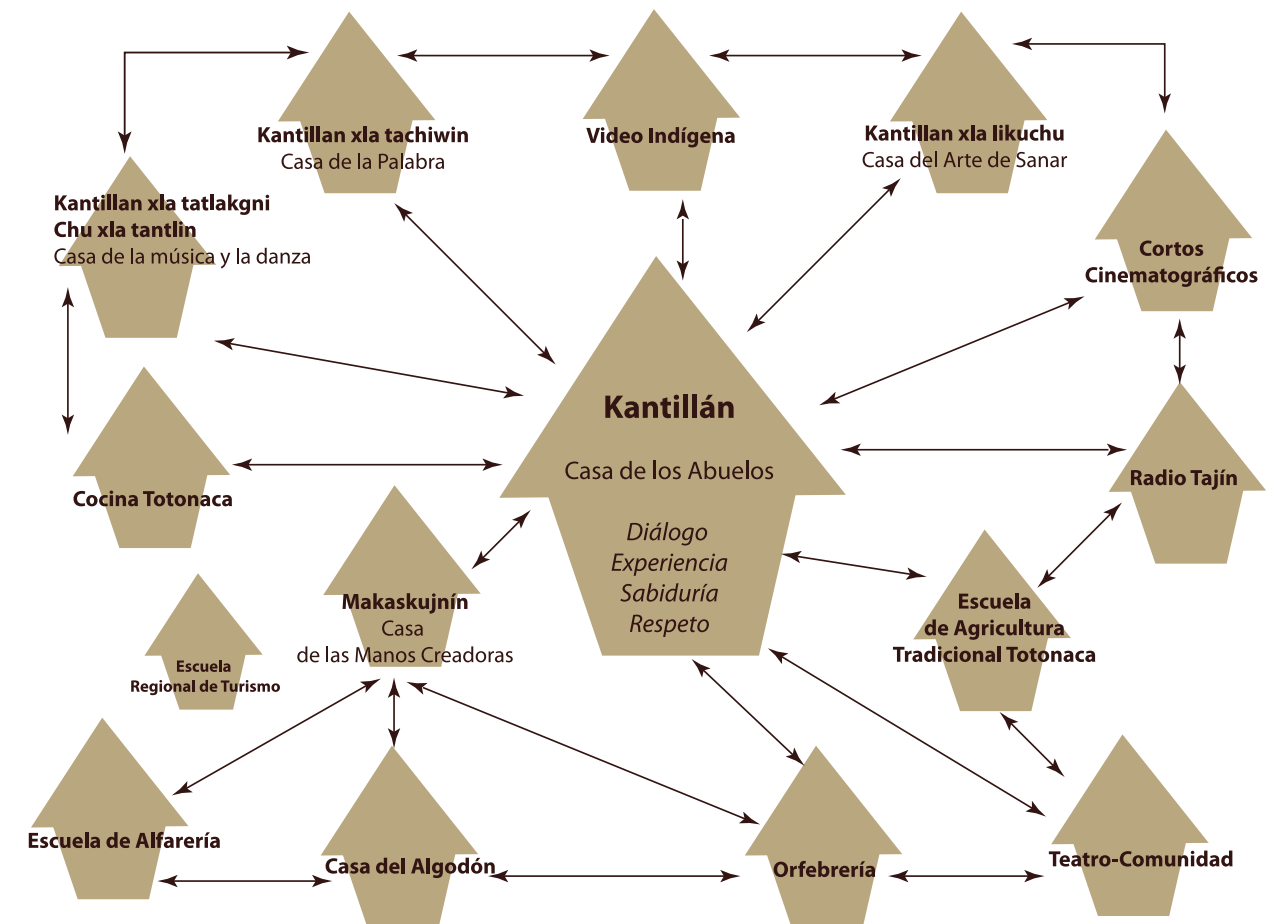 Kantillan xla tachiwin
Casa de la Palabra
Video Indígena
Kantillan xla likuchu
Casa del Arte de Sanar
Kantillan xla tatlakgni
Chu xla tantlin
Casa de la música y la danza
Cortos
Cinematográficos
Kantillán
Casa de los Abuelos
Diálogo
Experiencia
Sabiduría
Respeto
Cocina Totonaca
Radio Tajín
Makaskujnín
Casa
de las Manos Creadoras
Escuela
de Agricultura
Tradicional Totonaca
Escuela
Regional de Turismo
Escuela de Alfarería
Casa del Algodón
Orfebrería
Teatro-Comunidad